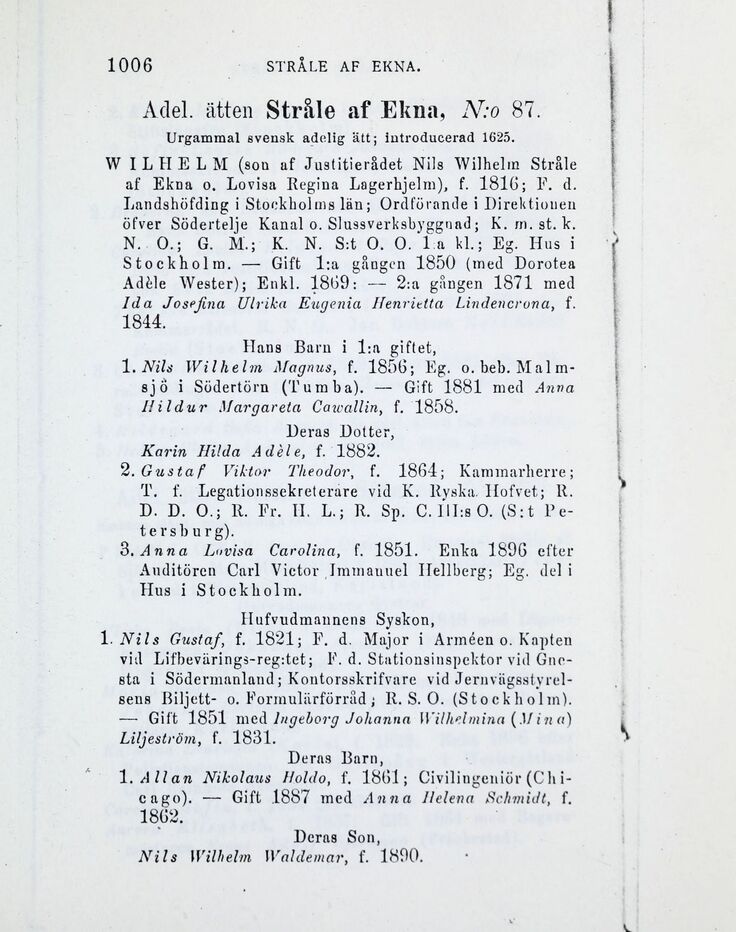 1006 STRÅLE AF EKNA.
Adel. ätten Stråle af Ekna, N:o 87.
Urgammal svensk adelig ätt; introducerad 1625.
WILHELM (son af Justitierådet Nils Wilhelm Stråle
af Ekna o. Lovisa Regina Lagerhjelm), f. 1816; F. d.
Landshöfding i Stockholms län; Ordförande i Direktionen
öfver Södertelje Kanal o. Slussverksbyggnad; K. m. st. k.
N. O.; G. M.; K. N. S:t O. O. 1:a kl.; Eg. Hus i
Stockholm. — Gift 1:a gången 1850 (med Dorotea
Adèle Wester); Enkl. 1869: — 2:a gången 1871 med
Ida Josefina Ulrika Eugenia Henrietta Lindencrona, f.
1844.
Hans Barn i 1:a giftet,
1. Nils Wilhelm Magnus, f. 1856; Eg. o. beb. Malm-
sjö i Södertörn (Tumba). — Gift 1881 med Anna
Hildur Margareta Cawallin, f. 1858.
Deras Dotter,
Karin Hilda Adèle, f. 1882.
2. Gustaf Viktor Theodor, f. 1864; Kammarherre;
T. f. Legationssekreterare vid K. Ryska Hofvet; R.
D. D. O.; R. Fr. H. L.; R. Sp. C. III:s O. (S:t Pe-
tersburg).
3. Anna Lovisa Carolina, f. 1851. Enka 1896 efter
Auditören Carl Victor Immanuel Hellberg; Eg. del i
Hus i Stockholm.
Hufvudmannens Syskon,
1. Nils Gustaf, f. 1821; F. d. Major i Arméen o. Kapten
vid Lifbevärings-reg:tet; F. d. Stationsinspektor vid Gne-
sta i Södermanland; Kontorsskrifvare vid Jernvägsstyrel-
sens Biljett- o. Formulärförråd; R. S. O. (Stockholm).
— Gift 1851 med Ingeborg Johanna Wilhelmina (Mina)
Liljeström, f. 1831.
Deras Barn,
1. Allan Nikolaus Holdo, f. 1861; Civilingeniör (Chi-
cago). — Gift 1887 med Anna Helena Schmidt, f.
1862.
Deras Son,
Nils Wilhelm Waldemar, f. 1890.